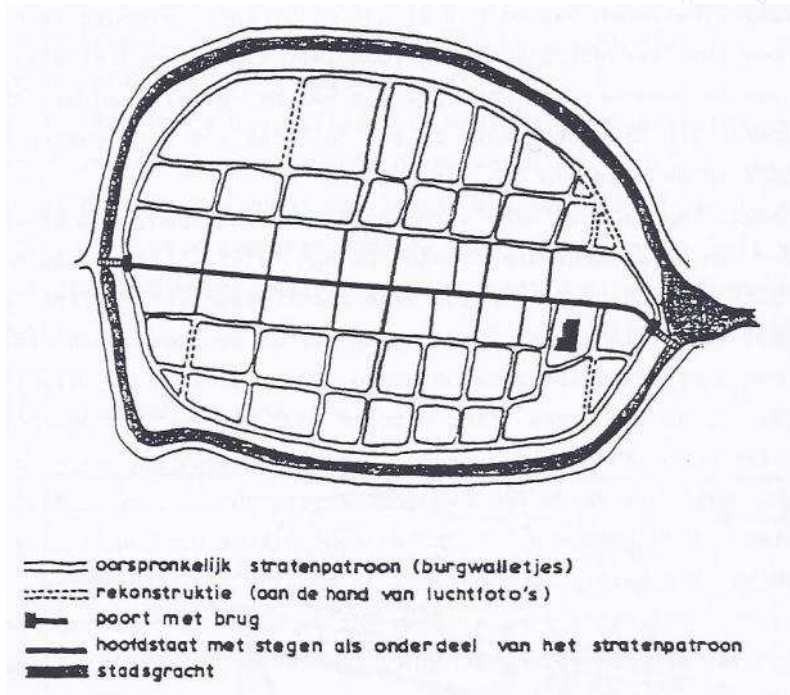 oorspronkelijk stratenpatroon (burgwalletjes)
rekonstruktie (aan de hand van luchtfoto's)
poort met brug
hoofdstaat met stegen als onderdeel van het stratenpatroon
stadsgracht